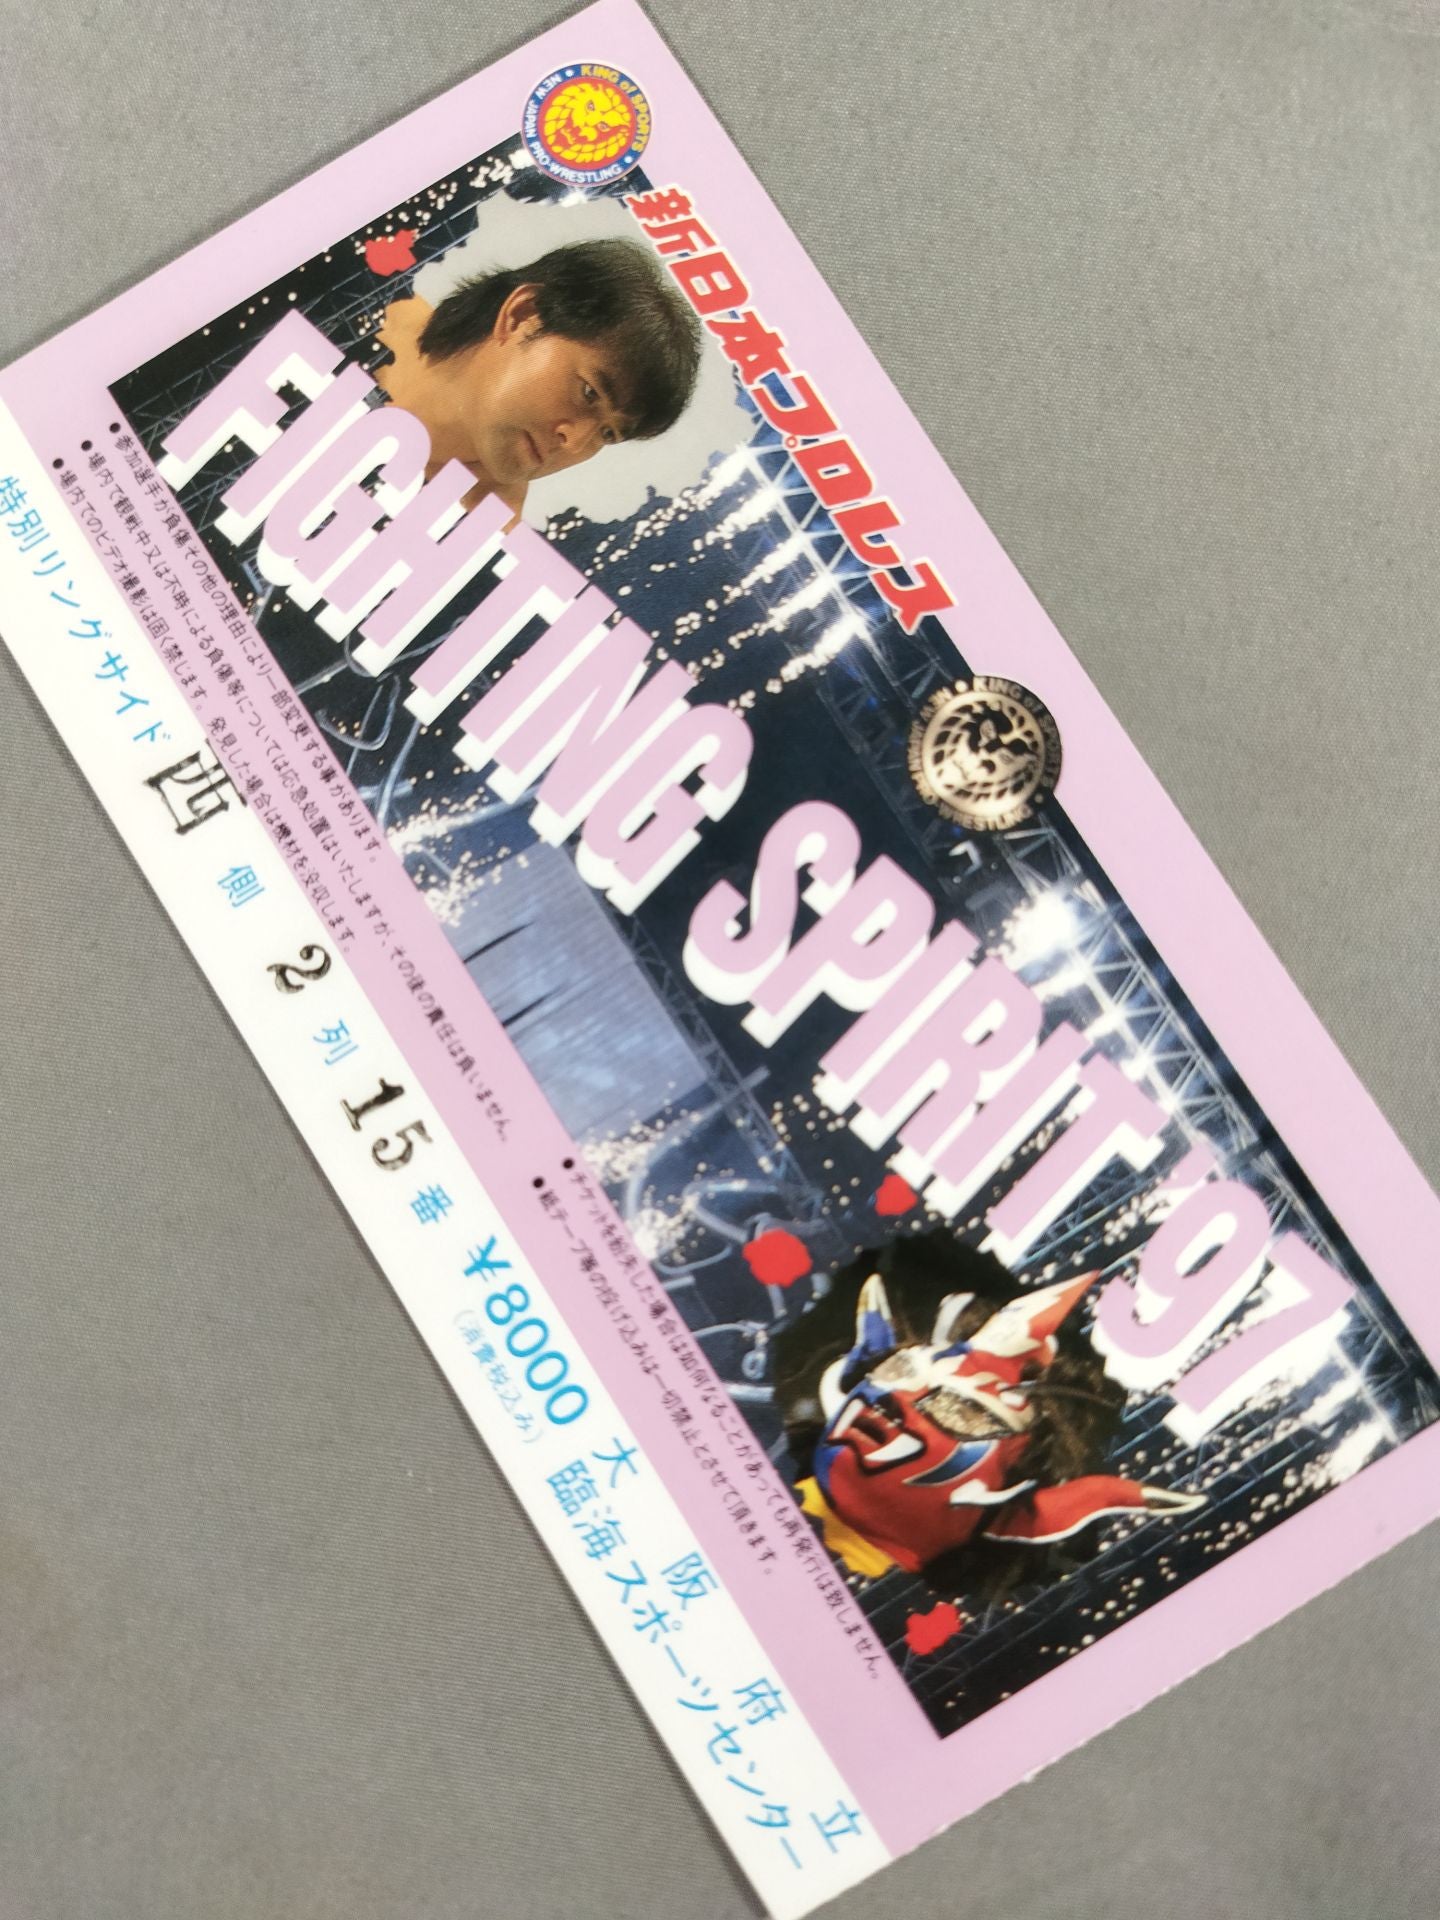 KING of SPORTS
NEW JAPAN PRO-WRESTLING
新日本プロレス
KING of SPORTS
NEW JAPAN PRO-WRESTLING
FIGHTING SPIRIT '97
●参加選手が負傷その他の理由により一部変更する事があります。
●場内で観戦中又は不時による負傷等については応急処置はいたしますが、その後の責任は負いません。
●場内でのビデオ撮影は固く禁じます。発見した場合は機材を没収します。
●チケットを紛失した場合は如何なることがあっても再発行は致しません。
●紙テープ等の投げ込みは一切禁止とさせて頂きます。
特別リングサイド 西 側 2 列 15 番 ¥8000
(消費税込み)
大阪府立
臨海スポーツセンター